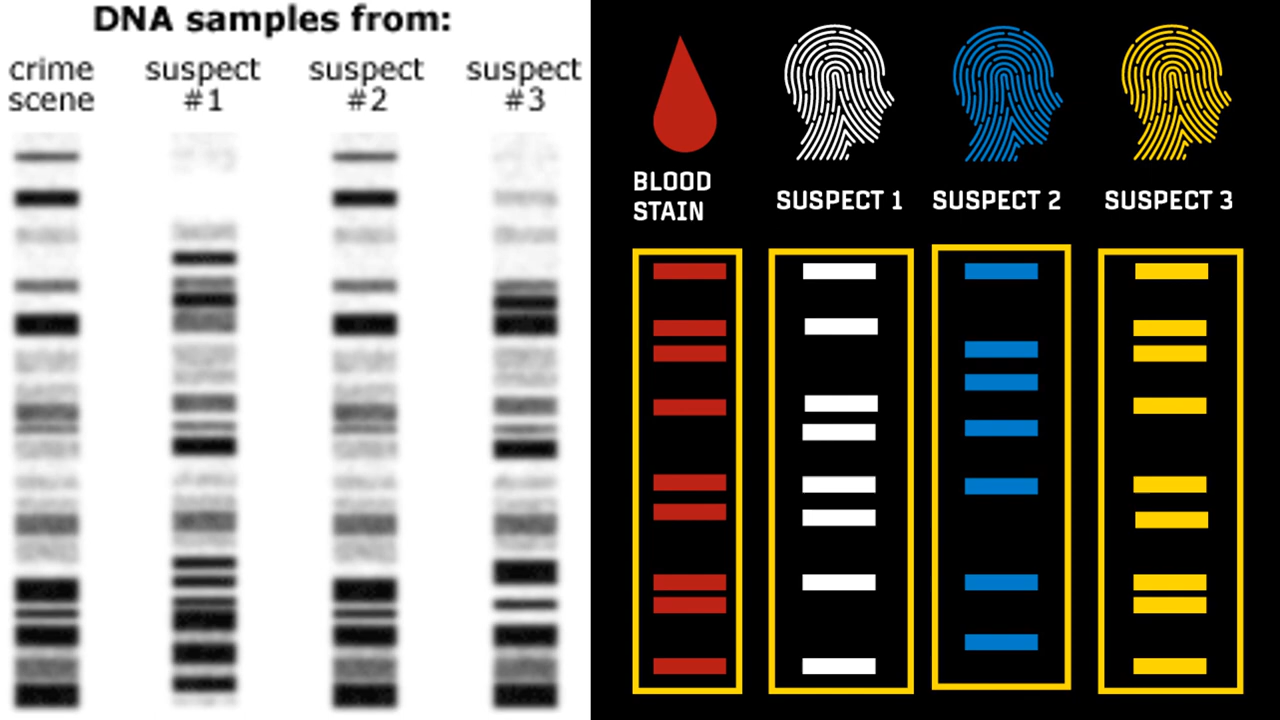 DNA samples from:
crime
scene
suspect
#1
suspect
#2
suspect
#3
BLOOD
STAIN
SUSPECT 1
SUSPECT 2
SUSPECT 3